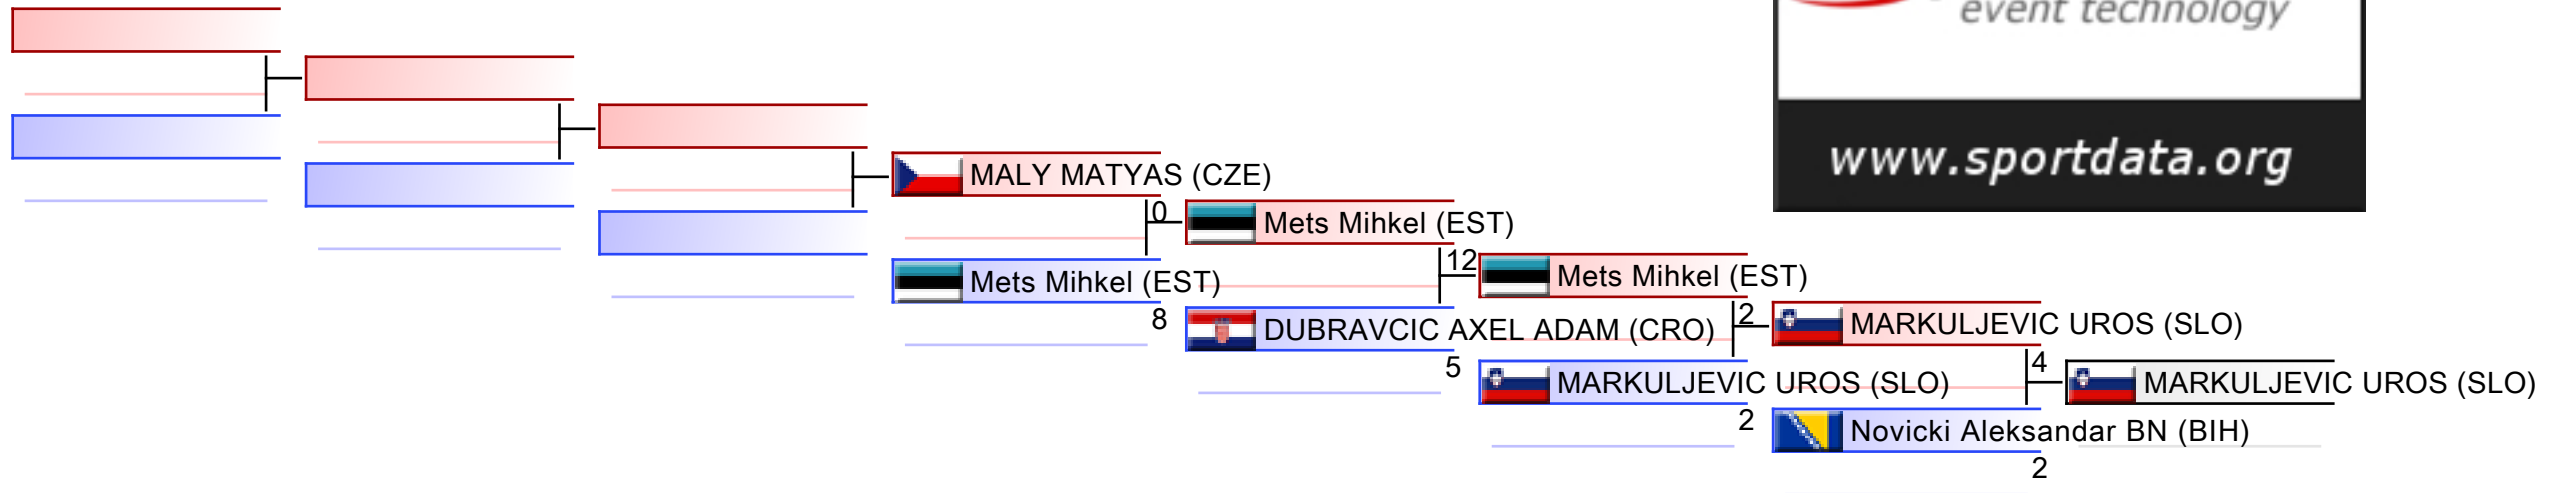 event technology
www.sportdata.org
MALY MATYAS (CZE)
0
Mets Mihkel (EST)
12
Mets Mihkel (EST)
8
Mets Mihkel (EST)
2
DUBRAVCIC AXEL ADAM (CRO)
5
MARKULJEVIC UROS (SLO)
4
MARKULJEVIC UROS (SLO)
2
MARKULJEVIC UROS (SLO)
Novicki Aleksandar BN (BIH)
2